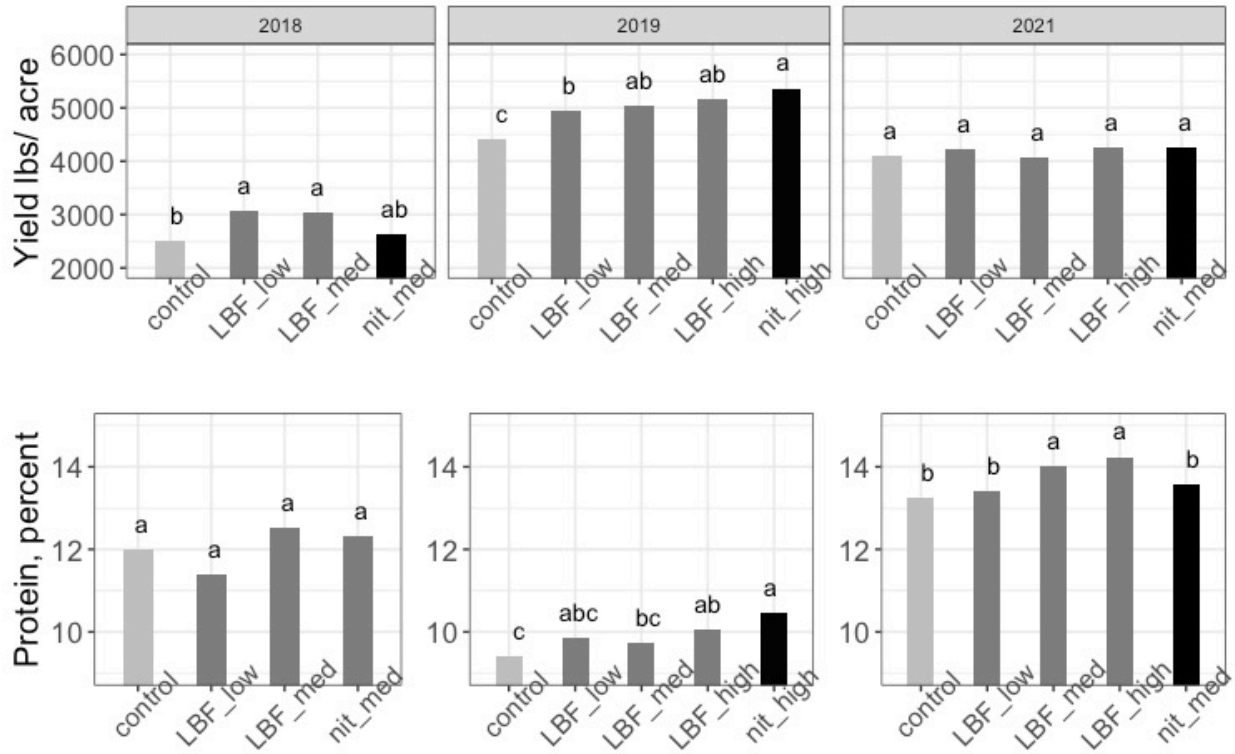 2018 2019 2021
Yield lbs/ acre
6000
5000
4000
3000
2000
b a a ab
c b ab ab a
a a a a a
control LBF_low LBF_med nit_med
control LBF_low LBF_med LBF_high nit_high
control LBF_low LBF_med LBF_high nit_med
Protein, percent
14
12
10
a a a a
control LBF_low LBF_med nit_med
14
12
10
c abc bc ab a
control LBF_low LBF_med LBF_high nit_high
14
12
10
b b a a b
control LBF_low LBF_med LBF_high nit_med